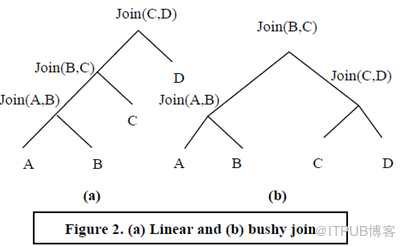 Join(C,D)
Join(B,C)
D
Join(A,B)
C
A
B
(a)
Join(B,C)
Join(C,D)
Join(A,B)
A
B
C
D
(b)
Figure 2. (a) Linear and (b) bushy join
@ITPUB博客